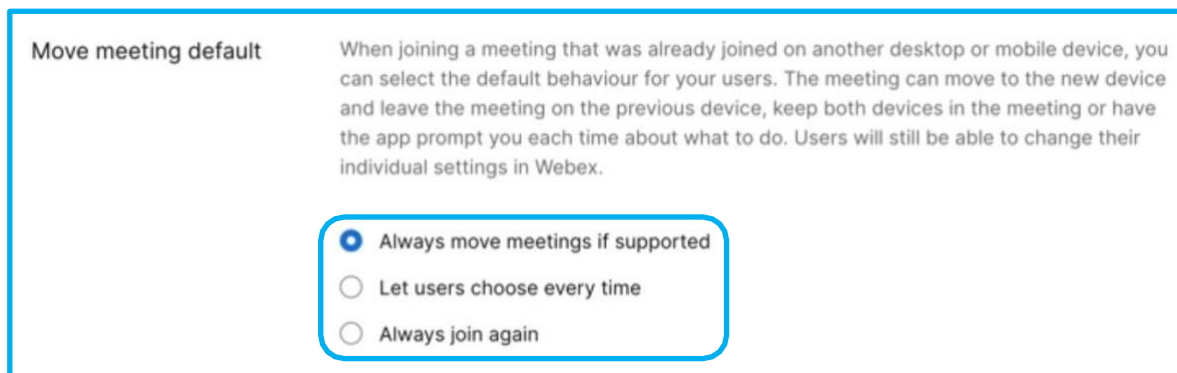 Move meeting default
When joining a meeting that was already joined on another desktop or mobile device, you
can select the default behaviour for your users. The meeting can move to the new device
and leave the meeting on the previous device, keep both devices in the meeting or have
the app prompt you each time about what to do. Users will still be able to change their
individual settings in Webex.
Always move meetings if supported
Let users choose every time
Always join again